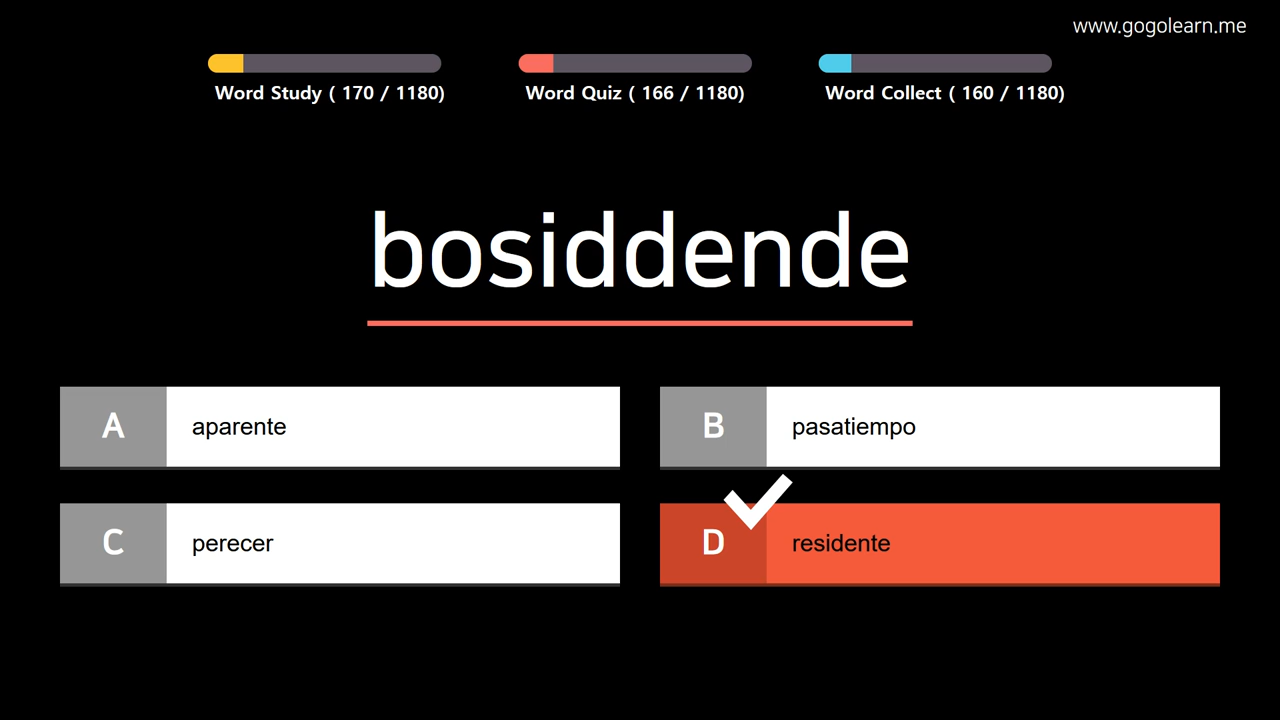 www.gogolearn.me
Word Study ( 170 / 1180)
Word Quiz ( 166 / 1180)
Word Collect ( 160 / 1180)
bosiddende
A aparente
B pasatiempo
C perecer
D residente